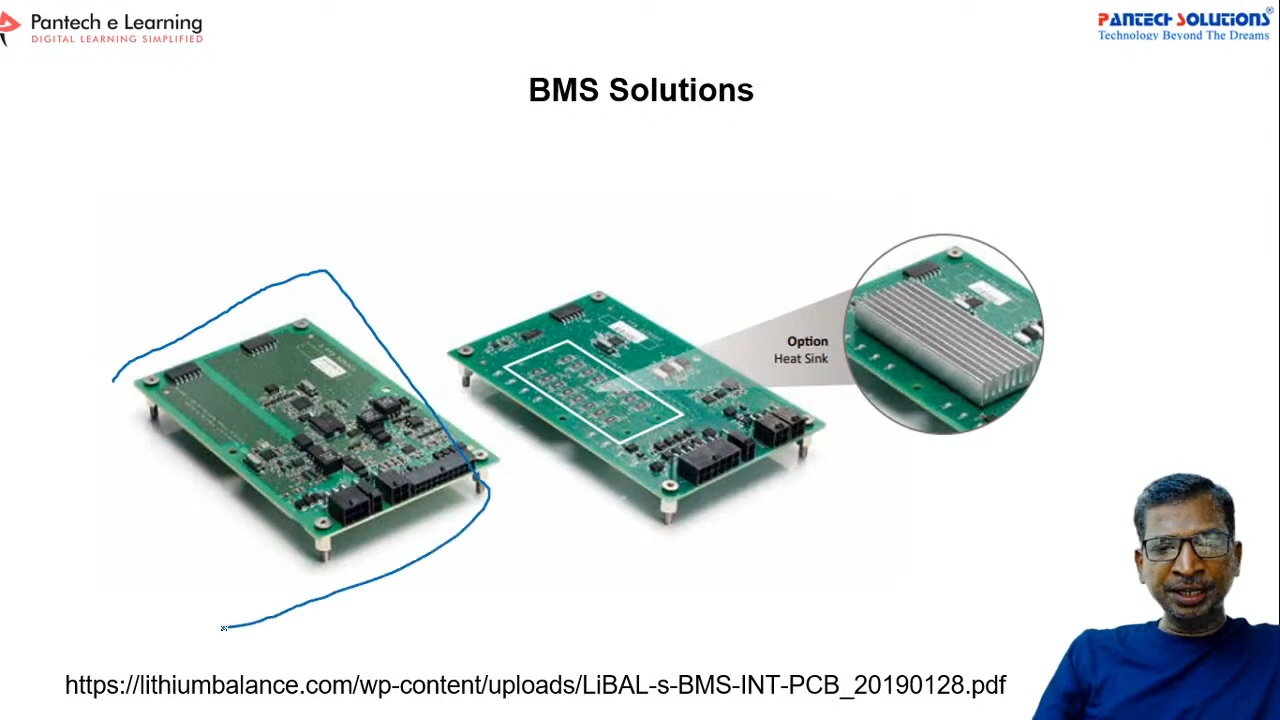 Pantech e Learning
DIGITAL LEARNING SIMPLIFIED
PANTECH SOLUTIONS®
Technology Beyond The Dreams
BMS Solutions
Option
Heat Sink
https://lithiumbalance.com/wp-content/uploads/LiBAL-s-BMS-INT-PCB_20190128.pdf